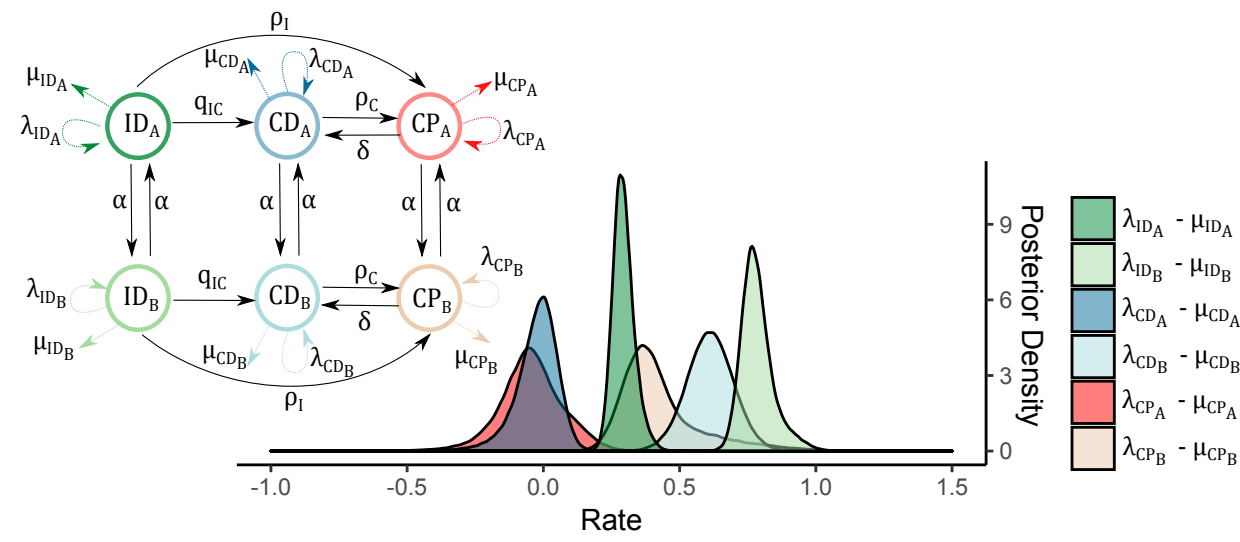 ρI
μIDA
μCDA
λCDA
μCPA
λIDA
IDA
qIC
CDA
ρC
δ
CPA
λCPA
α
α
α
α
α
α
λIDB
IDB
qIC
CDB
ρC
δ
CPB
λCPB
μIDB
μCDB
λCDB
μCPB
ρI
9
6
3
0
Posterior Density
-1.0
-0.5
0.0
0.5
1.0
1.5
Rate
λIDA - μIDA
λIDB - μIDB
λCDA - μCDA
λCDB - μCDB
λCPA - μCPA
λCPB - μCPB